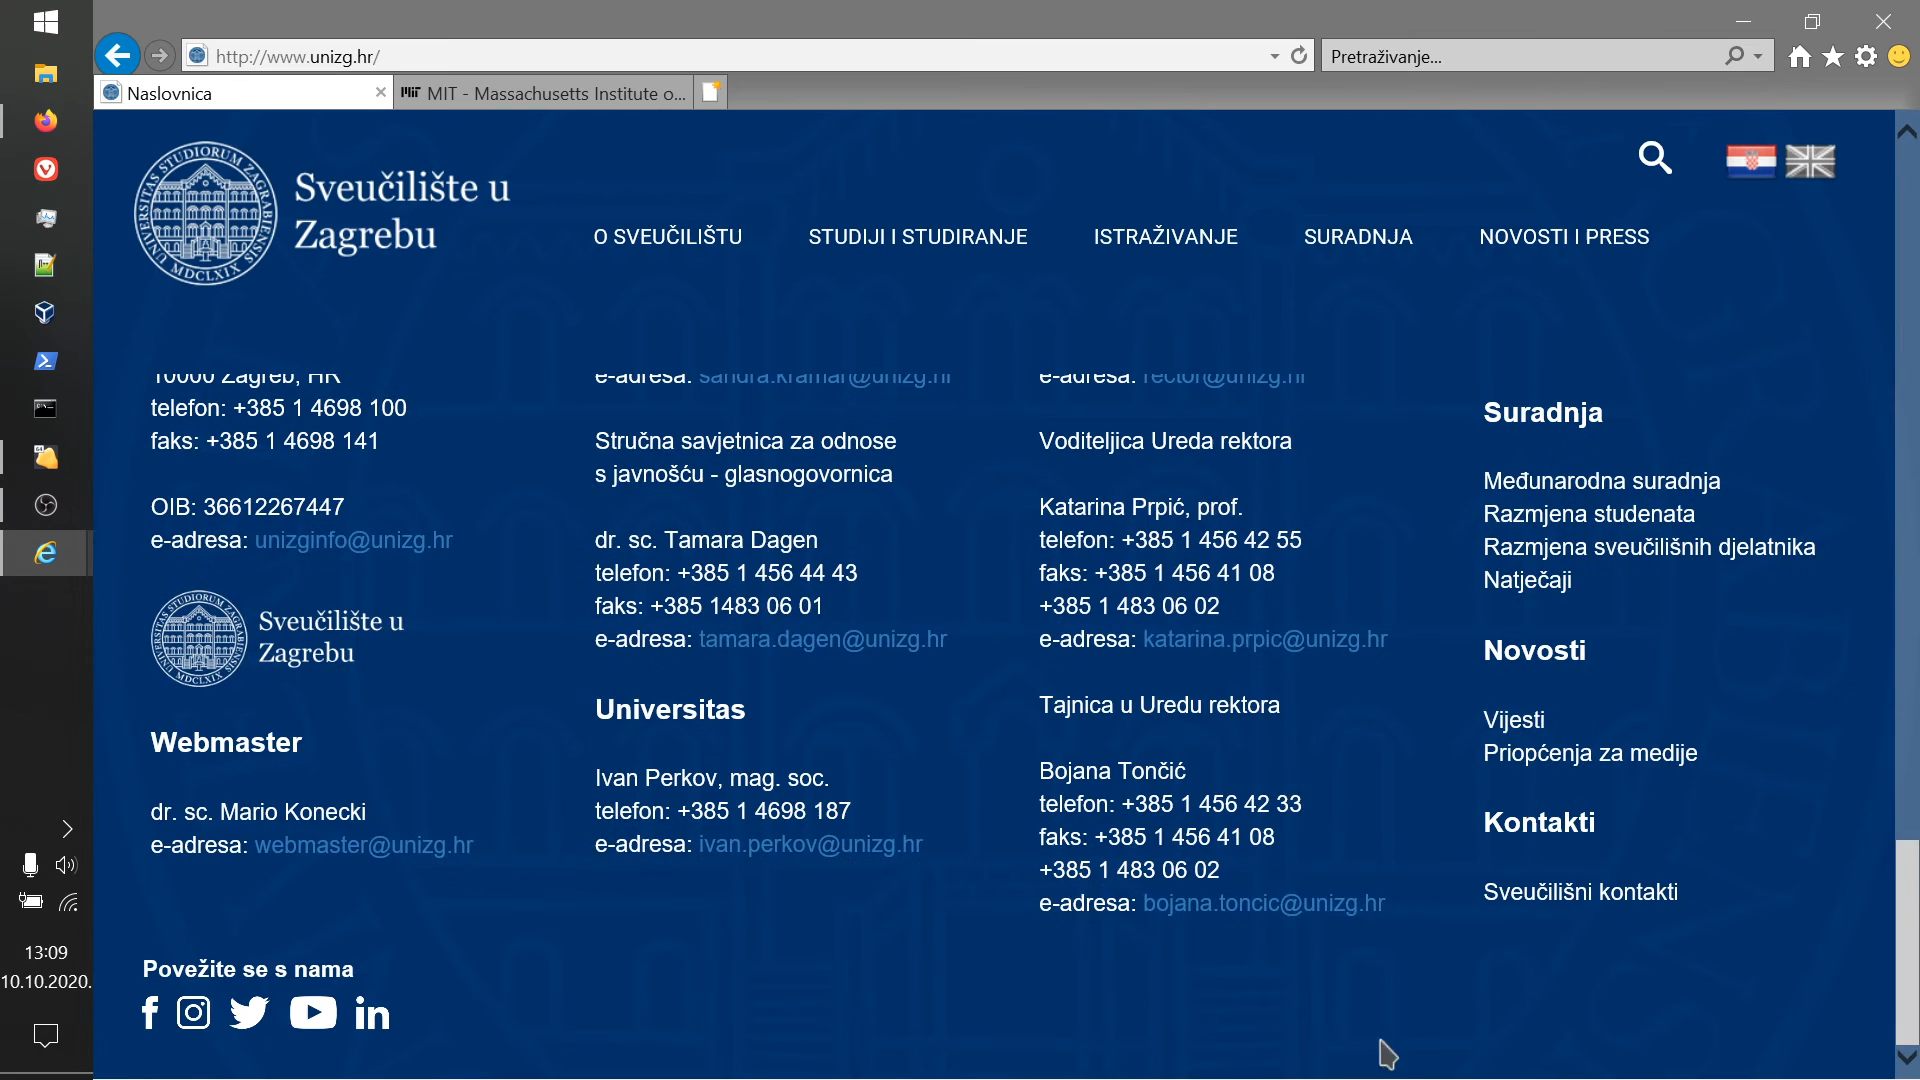 http://www.unizg.hr/
Pretraživanje...
Naslovnica
MIT - Massachusetts Institute o...
UNIVERSITAS STUDIORUM ZAGRABIENSIS MDCLXIX
Sveučilište u
Zagrebu
O SVEUČILIŠTU
STUDIJI I STUDIRANJE
ISTRAŽIVANJE
SURADNJA
NOVOSTI I PRESS
10000 Zagreb, HR
telefon: +385 1 4698 100
faks: +385 1 4698 141
OIB: 36612267447
e-adresa: unizginfo@unizg.hr
UNIVERSITAS STUDIORUM ZAGRABIENSIS MDCLXIX
Sveučilište u
Zagrebu
Webmaster
dr. sc. Mario Konecki
e-adresa: webmaster@unizg.hr
e-adresa: sandra.kramar@unizg.hr
Stručna savjetnica za odnose
s javnošću - glasnogovornica
dr. sc. Tamara Dagen
telefon: +385 1 456 44 43
faks: +385 1483 06 01
e-adresa: tamara.dagen@unizg.hr
Universitas
Ivan Perkov, mag. soc.
telefon: +385 1 4698 187
e-adresa: ivan.perkov@unizg.hr
e-adresa: rector@unizg.hr
Voditeljica Ureda rektora
Katarina Prpić, prof.
telefon: +385 1 456 42 55
faks: +385 1 456 41 08
+385 1 483 06 02
e-adresa: katarina.prpic@unizg.hr
Tajnica u Uredu rektora
Bojana Tončić
telefon: +385 1 456 42 33
faks: +385 1 456 41 08
+385 1 483 06 02
e-adresa: bojana.toncic@unizg.hr
Suradnja
Međunarodna suradnja
Razmjena studenata
Razmjena sveučilišnih djelatnika
Natječaji
Novosti
Vijesti
Priopćenja za medije
Kontakti
Sveučilišni kontakti
Povežite se s nama
13:09
10.10.2020.